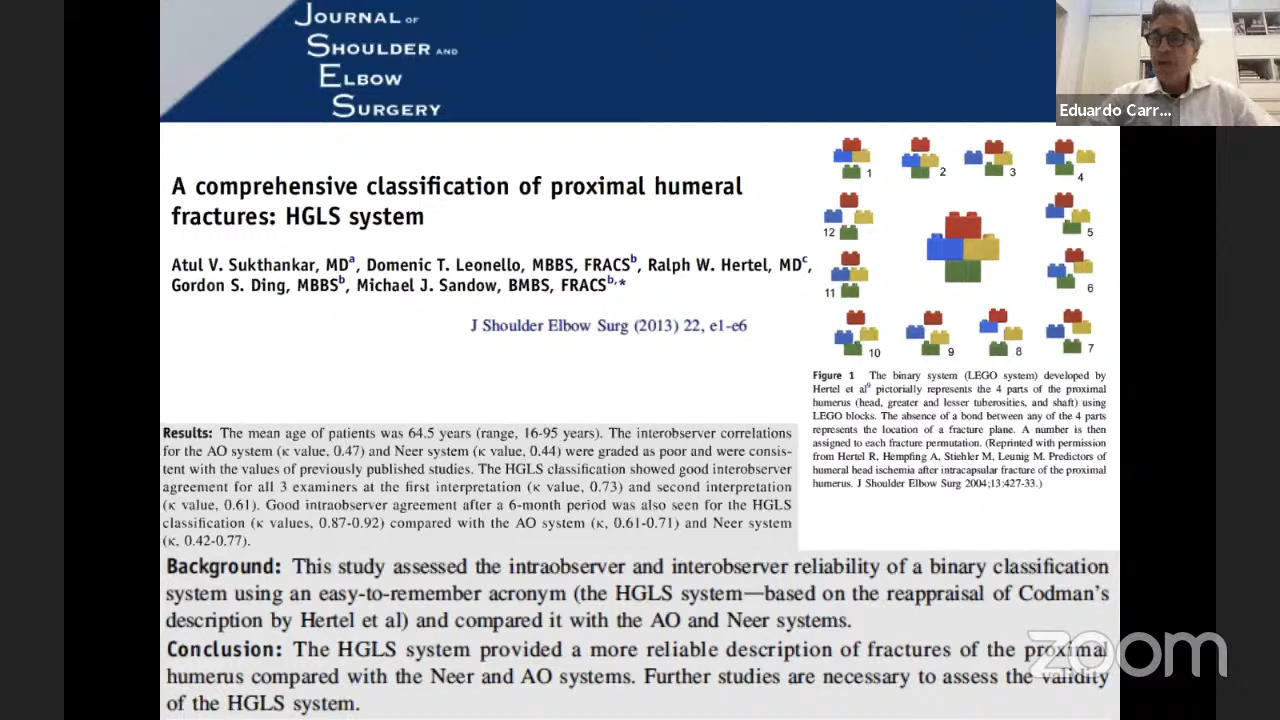 JOURNAL OF
SHOULDER AND
ELBOW
SURGERY
Eduardo Carr...
A comprehensive classification of proximal humeral
fractures: HGLS system
Atul V. Sukthankar, MDa, Domenic T. Leonello, MBBS, FRACSb, Ralph W. Hertel, MDc,
Gordon S. Ding, MBBSb, Michael J. Sandow, BMBS, FRACSb,*
J Shoulder Elbow Surg (2013) 22, e1-e6
1
2
3
4
12
5
11
6
10
9
8
7
Figure 1 The binary system (LEGO system) developed by
Hertel et al9 pictorially represents the 4 parts of the proximal
humerus (head, greater and lesser tuberosities, and shaft) using
LEGO blocks. The absence of a bond between any of the 4 parts
represents the location of a fracture plane. A number is then
assigned to each fracture permutation. (Reprinted with permission
from Hertel R, Hempfing A, Stiehler M, Leunig M. Predictors of
humeral head ischemia after intracapsular fracture of the proximal
humerus. J Shoulder Elbow Surg 2004;13:427-33.)
Results: The mean age of patients was 64.5 years (range, 16-95 years). The interobserver correlations
for the AO system (κ value, 0.47) and Neer system (κ value, 0.44) were graded as poor and were consis-
tent with the values of previously published studies. The HGLS classification showed good interobserver
agreement for all 3 examiners at the first interpretation (κ value, 0.73) and second interpretation
(κ value, 0.61). Good intraobserver agreement after a 6-month period was also seen for the HGLS
classification (κ values, 0.87-0.92) compared with the AO system (κ, 0.61-0.71) and Neer system
(κ, 0.42-0.77).
Background: This study assessed the intraobserver and interobserver reliability of a binary classification
system using an easy-to-remember acronym (the HGLS system—based on the reappraisal of Codman's
description by Hertel et al) and compared it with the AO and Neer systems.
Conclusion: The HGLS system provided a more reliable description of fractures of the proximal
humerus compared with the Neer and AO systems. Further studies are necessary to assess the validity
of the HGLS system.
zoom